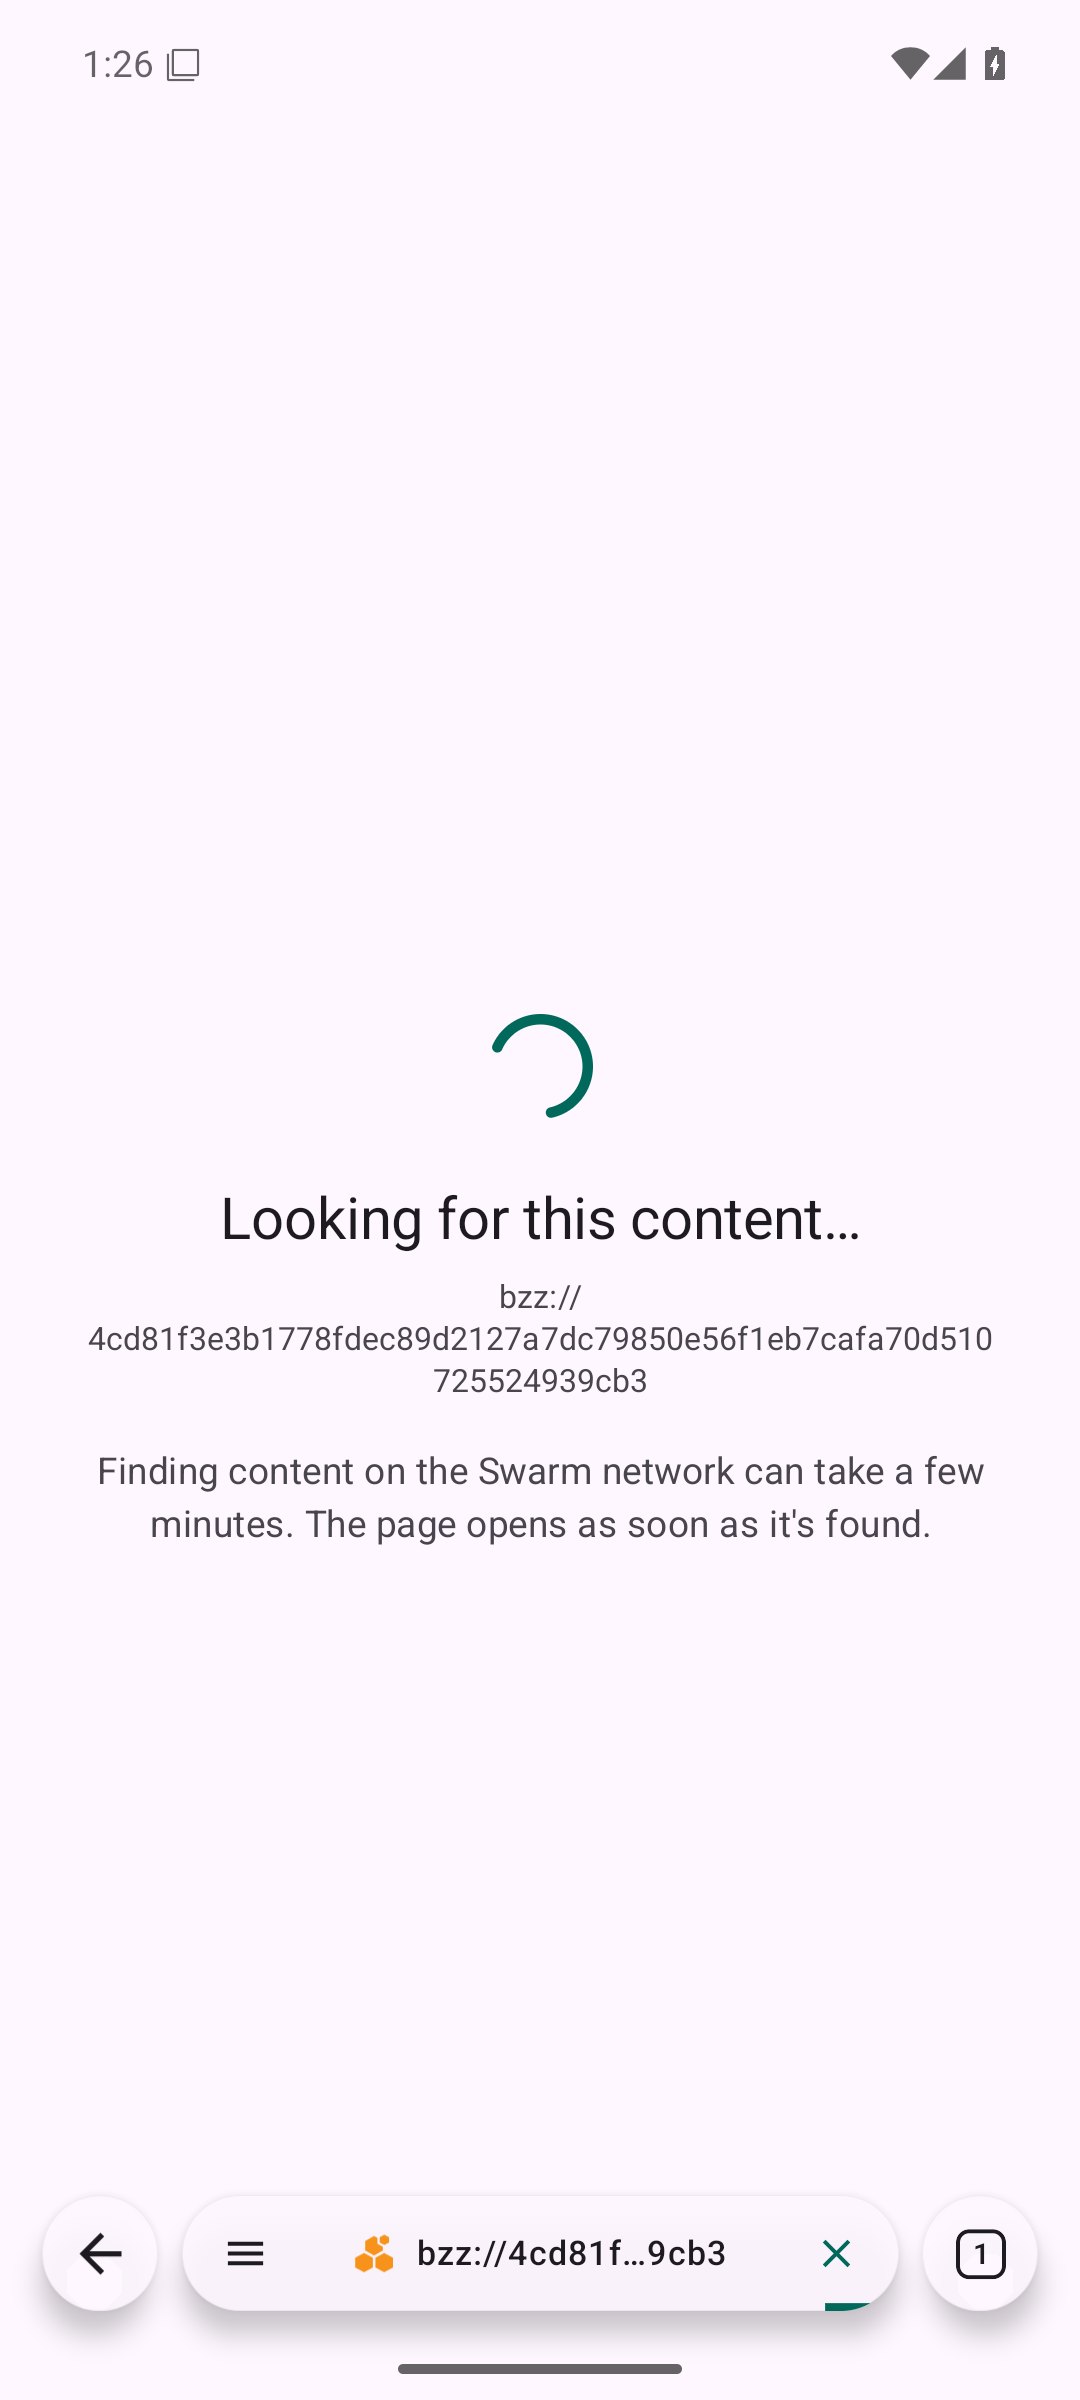 1:26
Looking for this content...
bzz://
4cd81f3e3b1778fdec89d2127a7dc79850e56f1eb7cafa70d510
725524939cb3
Finding content on the Swarm network can take a few
minutes. The page opens as soon as it's found.
bzz://4cd81f...9cb3
1